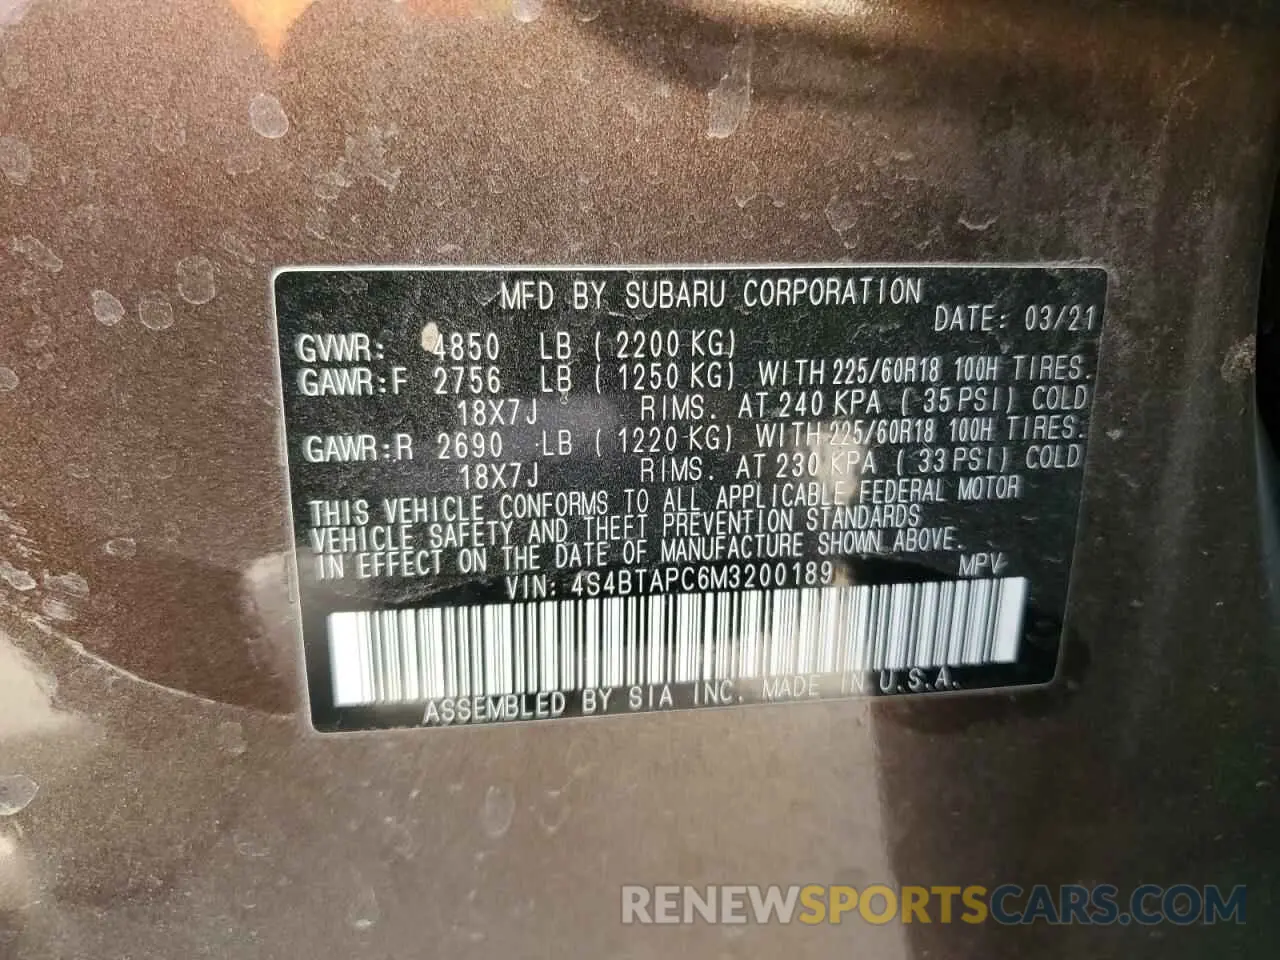 MFD BY SUBARU CORPORATION
DATE: 03/21
GVWR: 4850 LB ( 2200 KG)
GAWR:F 2756 LB ( 1250 KG) WITH 225/60R18 100H TIRES.
18X7J RIMS. AT 240 KPA ( 35 PSI) COLD
GAWR:R 2690 LB ( 1220 KG) WITH 225/60R18 100H TIRES.
18X7J RIMS. AT 230 KPA ( 33 PSI) COLD
THIS VEHICLE CONFORMS TO ALL APPLICABLE FEDERAL MOTOR
VEHICLE SAFETY AND THEFT PREVENTION STANDARDS
IN EFFECT ON THE DATE OF MANUFACTURE SHOWN ABOVE.
VIN: 4S4BTAPC6M3200189 MPV
ASSEMBLED BY SIA INC. MADE IN U.S.A.
RENEWSPORTSCARS.COM